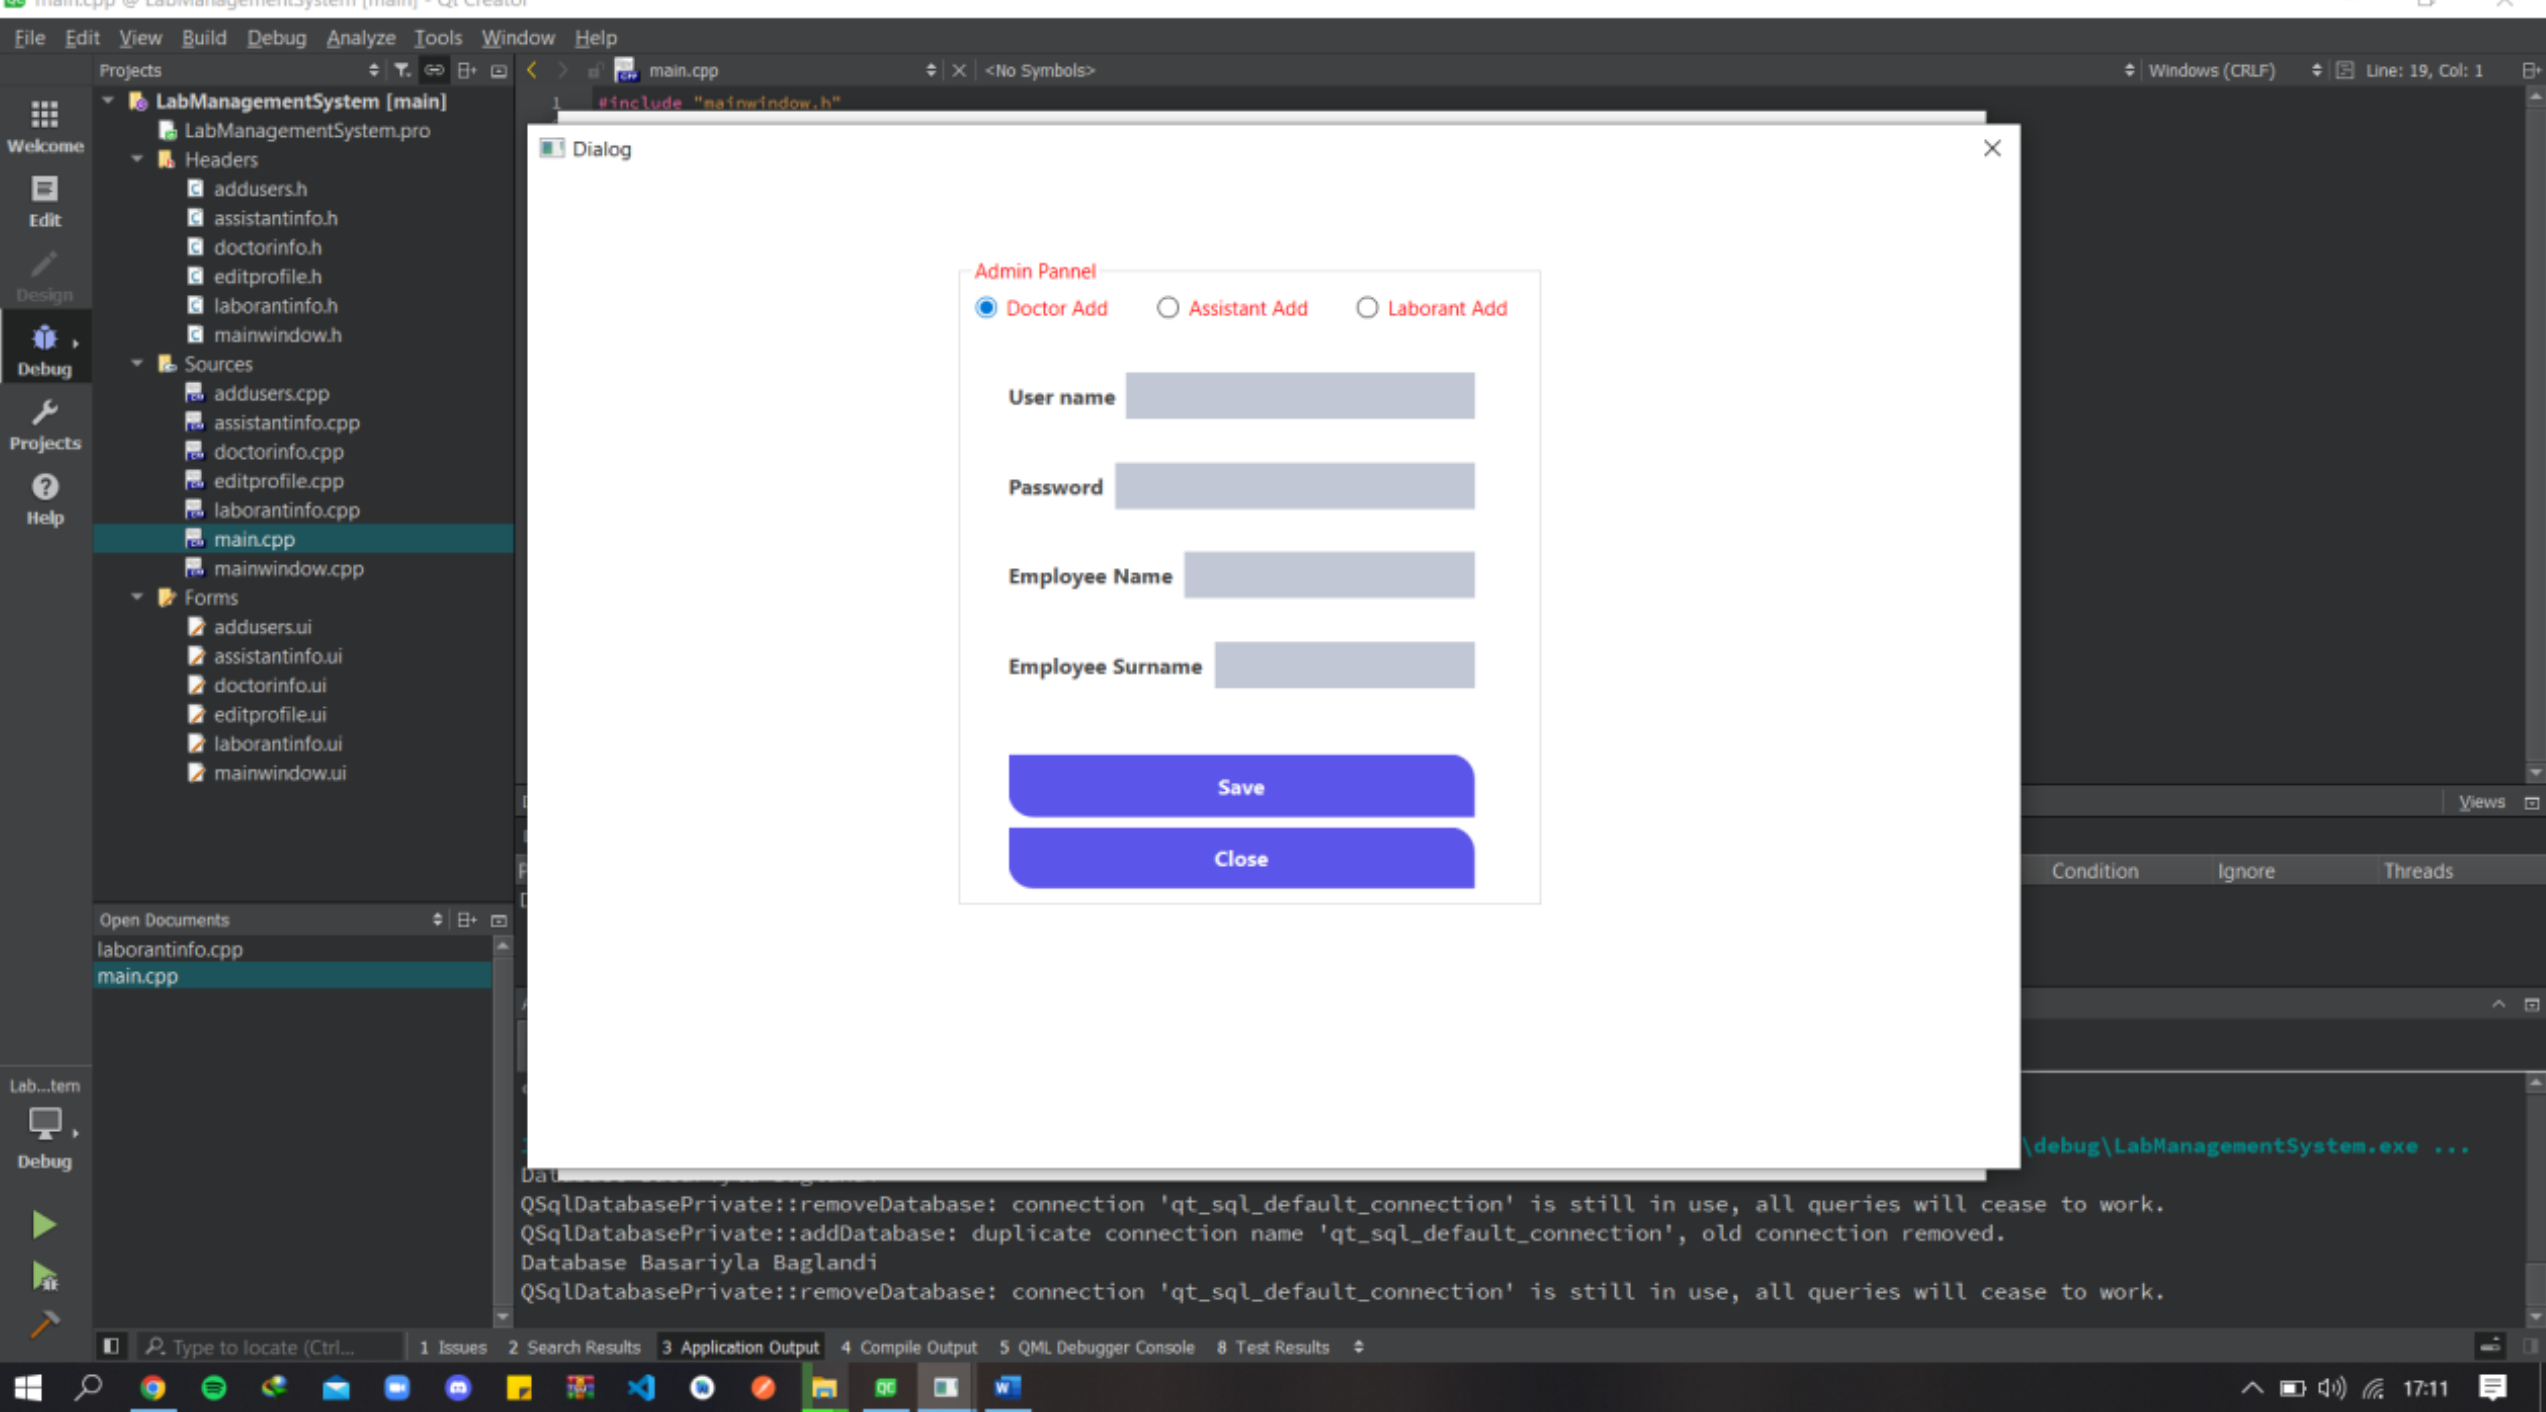 main.cpp @ LabManagementSystem [main] - Qt Creator
File Edit View Build Debug Analyze Tools Window Help
Projects main.cpp <No Symbols> Windows (CRLF) Line: 19, Col: 1
LabManagementSystem [main]
LabManagementSystem.pro
Headers
addusers.h
assistantinfo.h
doctorinfo.h
editprofile.h
laborantinfo.h
mainwindow.h
Sources
addusers.cpp
assistantinfo.cpp
doctorinfo.cpp
editprofile.cpp
laborantinfo.cpp
main.cpp
mainwindow.cpp
Forms
addusers.ui
assistantinfo.ui
doctorinfo.ui
editprofile.ui
laborantinfo.ui
mainwindow.ui
Welcome
Edit
Design
Debug
Projects
Help
Open Documents
laborantinfo.cpp
main.cpp
Lab...tem
Debug
1 #include "mainwindow.h"
Dialog
Admin Pannel
Doctor Add Assistant Add Laborant Add
User name
Password
Employee Name
Employee Surname
Save
Close
Views
Condition Ignore Threads
\debug\LabManagementSystem.exe ...
QSqlDatabasePrivate::removeDatabase: connection 'qt_sql_default_connection' is still in use, all queries will cease to work.
QSqlDatabasePrivate::addDatabase: duplicate connection name 'qt_sql_default_connection', old connection removed.
Database Basariyla Baglandi
QSqlDatabasePrivate::removeDatabase: connection 'qt_sql_default_connection' is still in use, all queries will cease to work.
Type to locate (Ctrl... 1 Issues 2 Search Results 3 Application Output 4 Compile Output 5 QML Debugger Console 8 Test Results
17:11